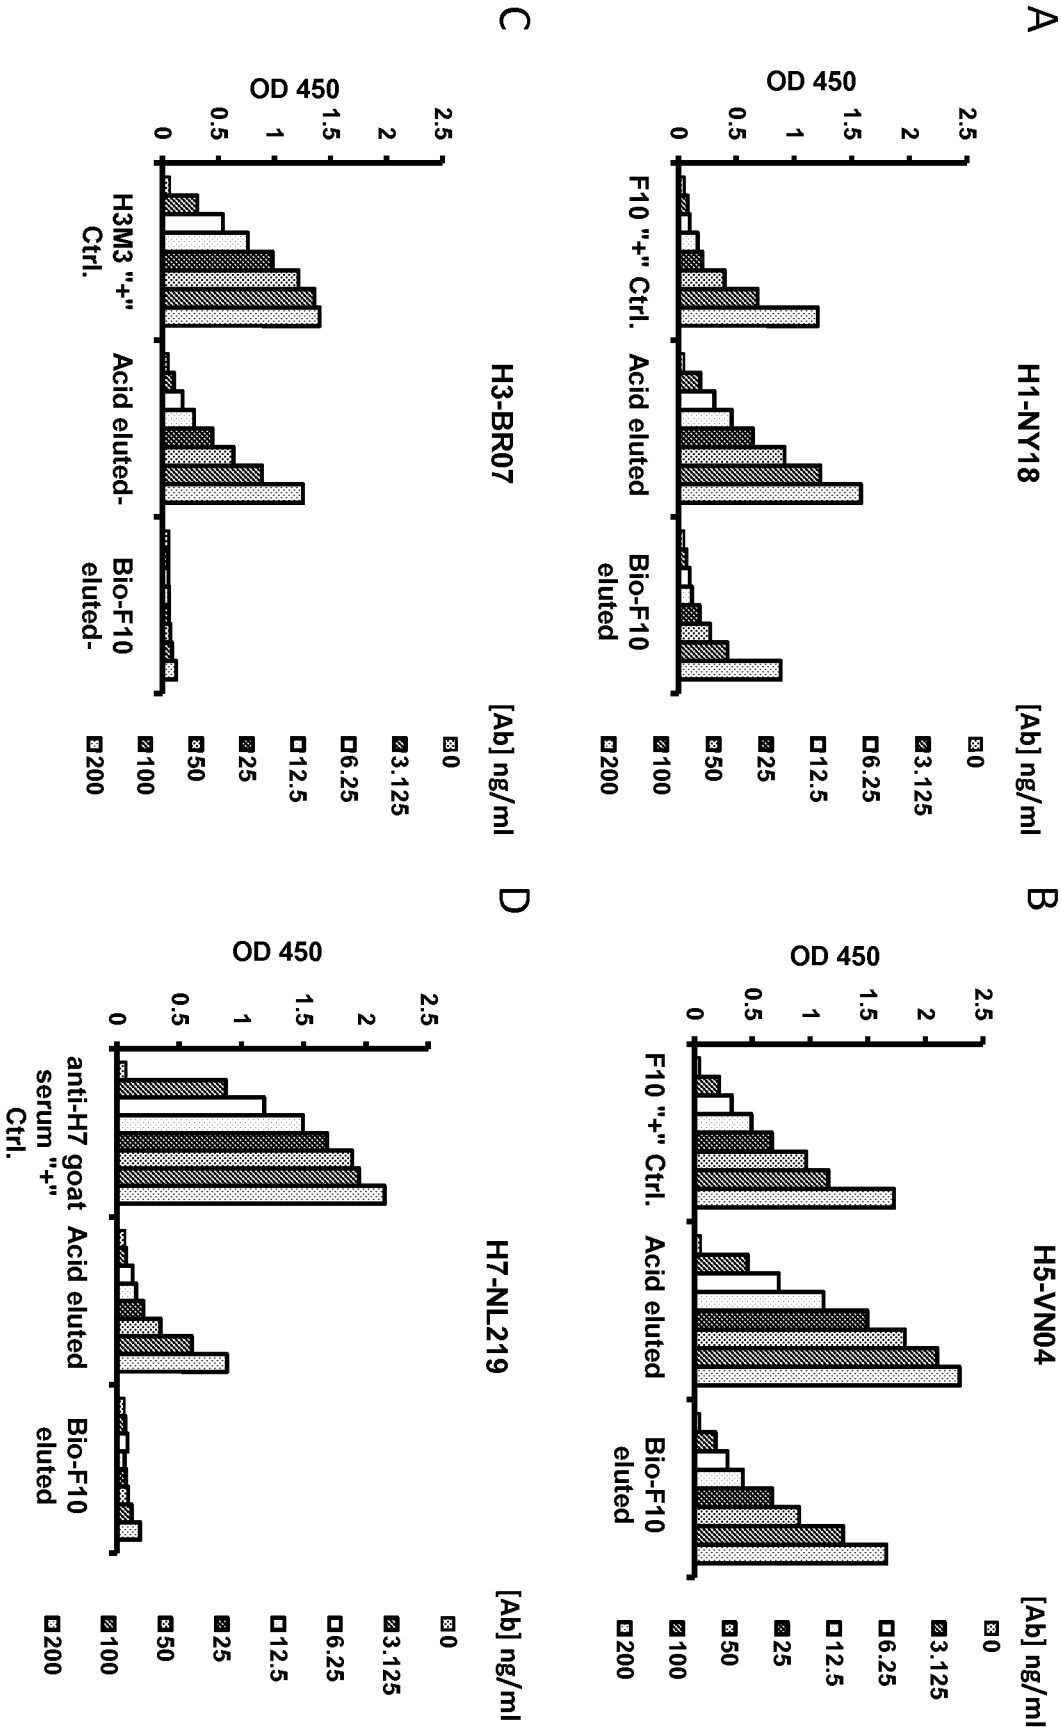 A
H1-NY18
OD 450
2.5
2
1.5
1
0.5
0
F10 "+" Ctrl.
Acid eluted
Bio-F10
eluted
[Ab] ng/ml
0
3.125
6.25
12.5
25
50
100
200
B
H5-VN04
OD 450
2.5
2
1.5
1
0.5
0
F10 "+" Ctrl.
Acid eluted
Bio-F10
eluted
[Ab] ng/ml
0
3.125
6.25
12.5
25
50
100
200
C
H3-BR07
OD 450
2.5
2
1.5
1
0.5
0
H3M3 "+"
Ctrl.
Acid eluted-
Bio-F10
eluted-
[Ab] ng/ml
0
3.125
6.25
12.5
25
50
100
200
D
H7-NL219
OD 450
2.5
2
1.5
1
0.5
0
anti-H7 goat
serum "+"
Ctrl.
Acid eluted
Bio-F10
eluted
[Ab] ng/ml
0
3.125
6.25
12.5
25
50
100
200